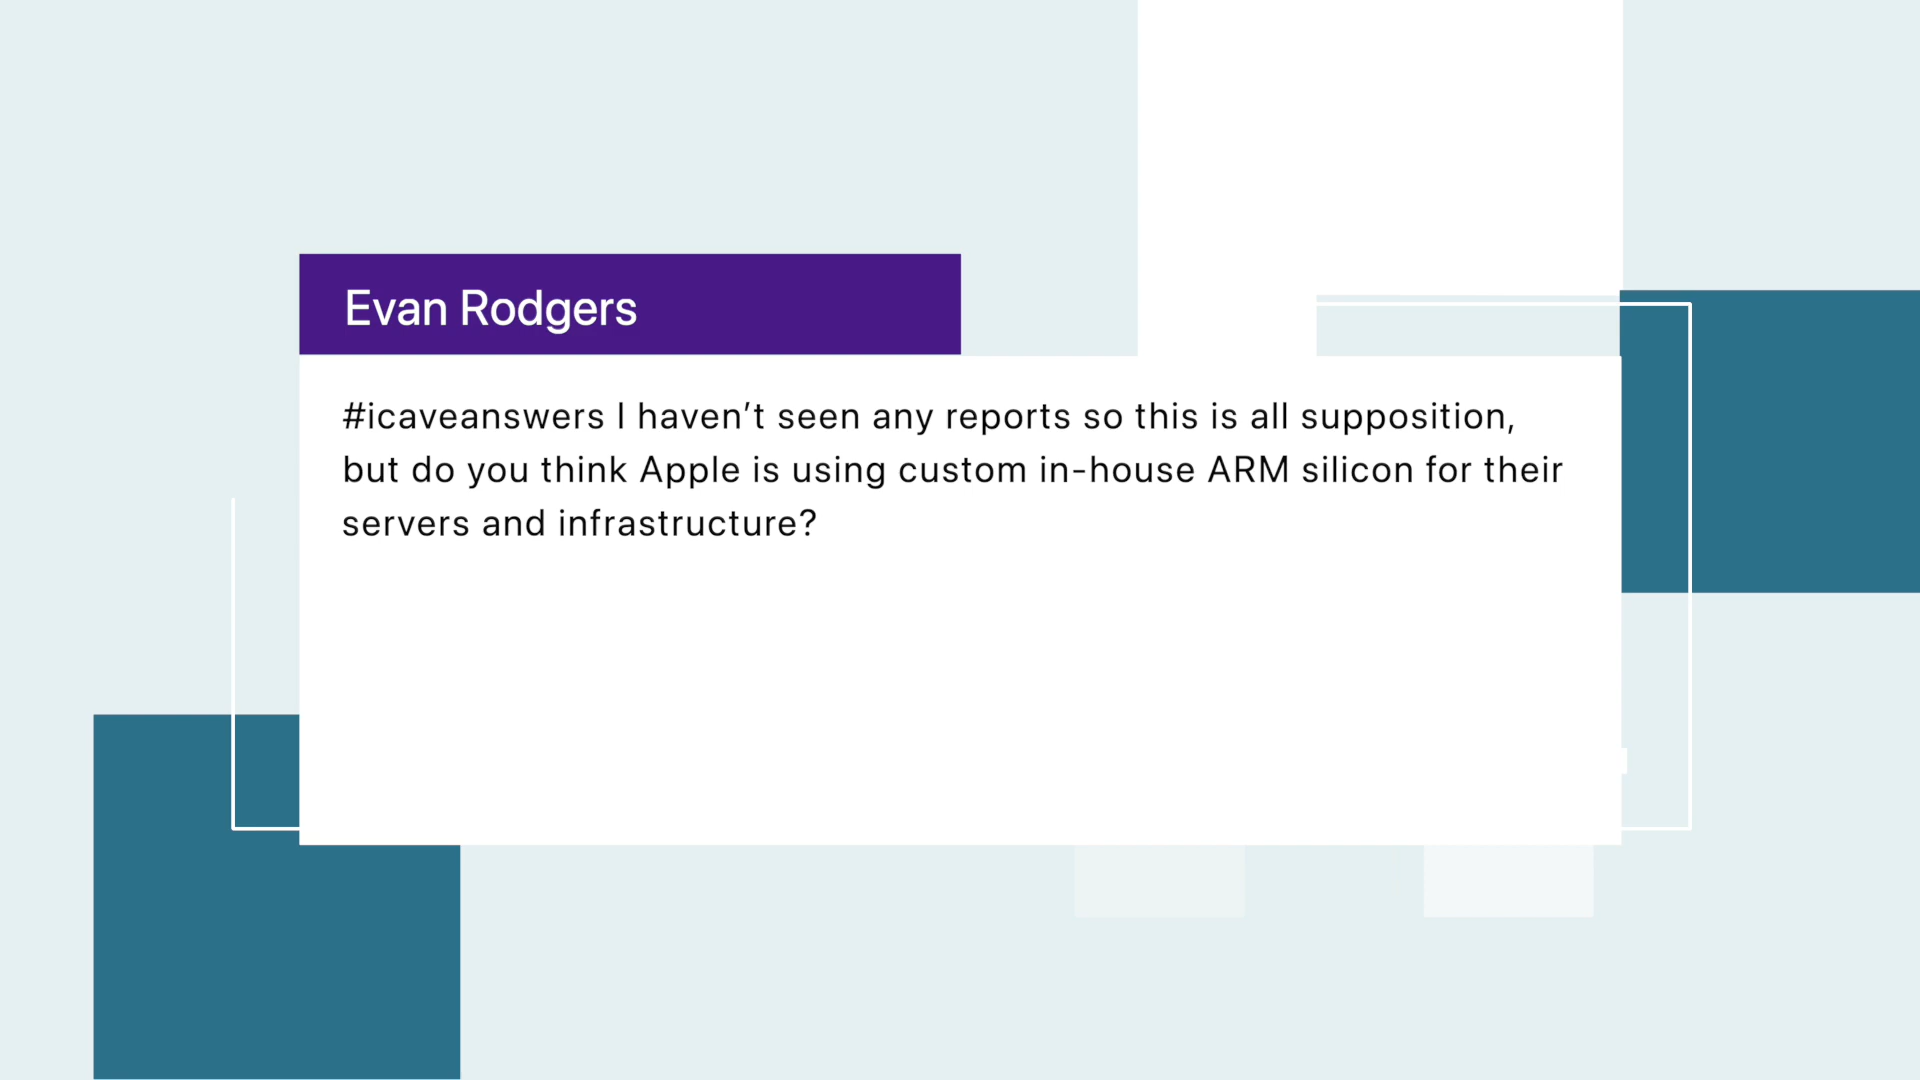 Evan Rodgers
#icaveanswers I haven’t seen any reports so this is all supposition,
but do you think Apple is using custom in-house ARM silicon for their
servers and infrastructure?